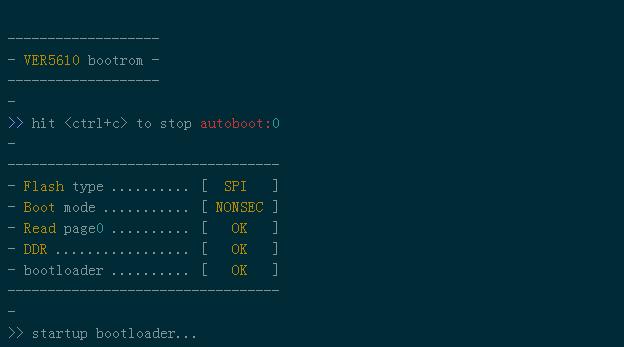 -------------------
- VER5610 bootrom -
-------------------
-
>> hit <ctrl+c> to stop autoboot:0
-
----------------------------------
- Flash type .......... [  SPI   ]
- Boot mode ........... [ NONSEC ]
- Read page0 .......... [   OK   ]
- DDR ................. [   OK   ]
- bootloader .......... [   OK   ]
----------------------------------
-
>> startup bootloader...